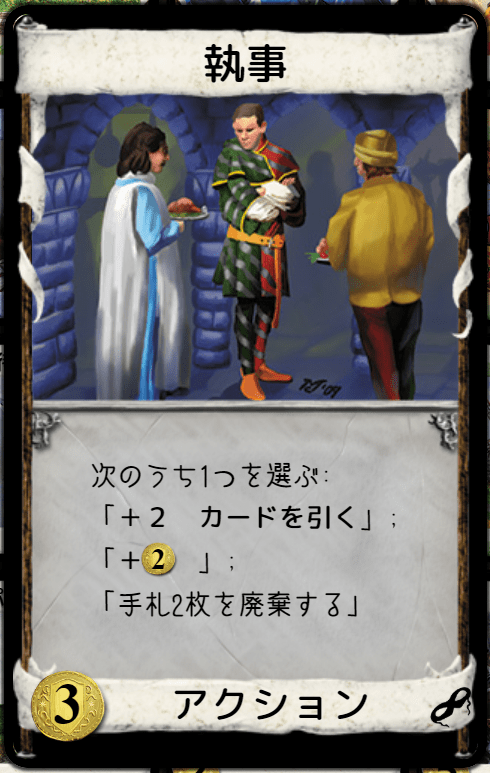 執事
次のうち1つを選ぶ:
「＋２　カードを引く」;
「＋2　」;
「手札2枚を廃棄する」
3 アクション